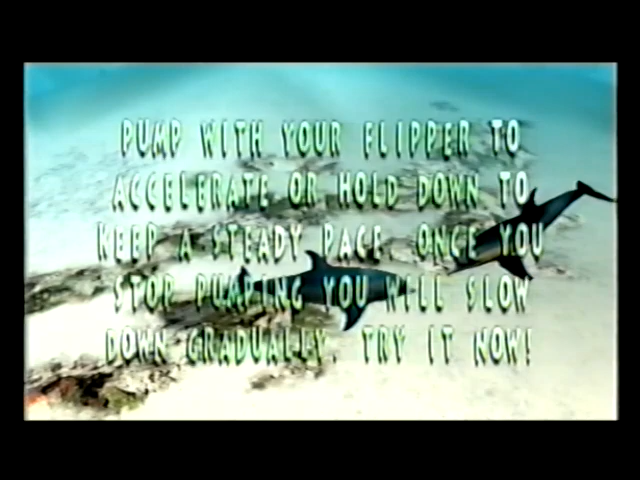 PUMP WITH YOUR FLIPPER TO
ACCELERATE OR HOLD DOWN TO
KEEP A STEADY PACE. ONCE YOU
STOP PUMPING YOU WILL SLOW
DOWN GRADUALLY. TRY IT NOW!